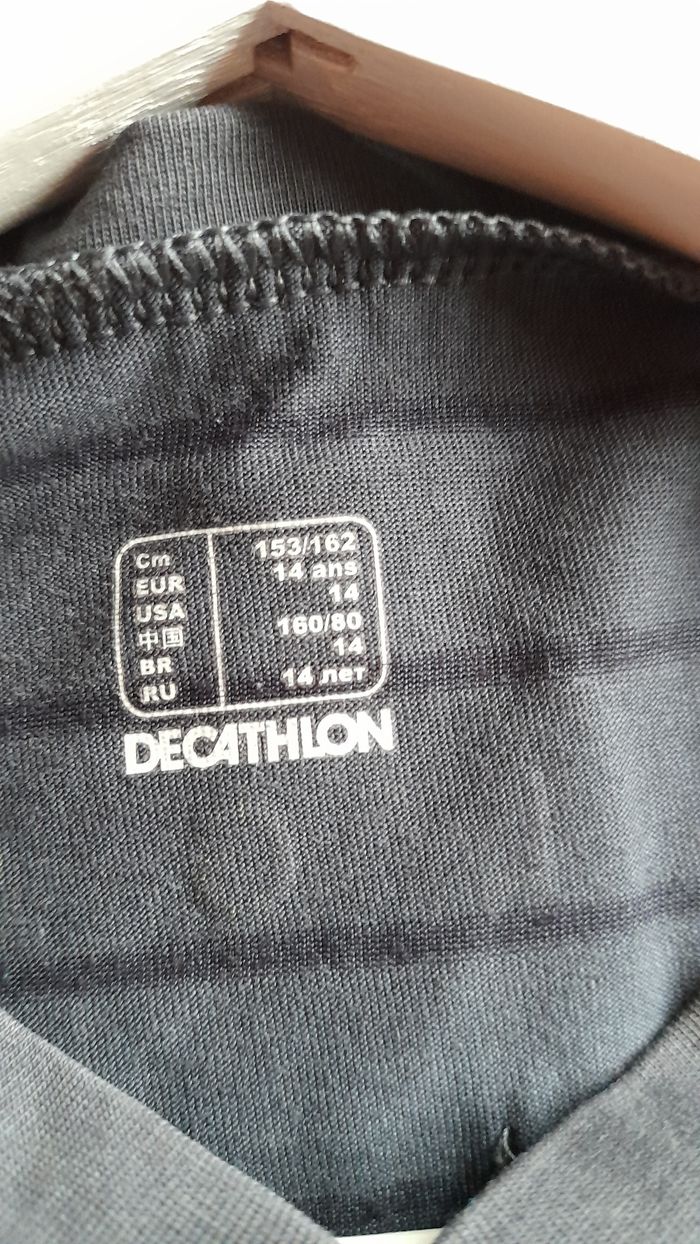 Cm 153/162
EUR 14 ans
USA 14
中国 160/80
BR 14
RU 14 лет
DECATHLON